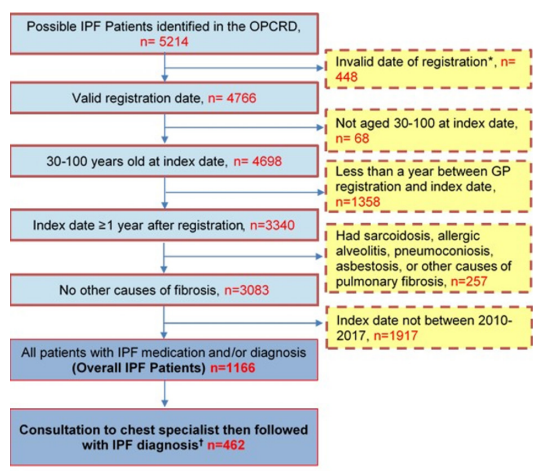 Possible IPF Patients identified in the OPCRD,
n= 5214
Invalid date of registration*, n=
448
Valid registration date, n= 4766
Not aged 30-100 at index date,
n= 68
30-100 years old at index date, n= 4698
Less than a year between GP
registration and index date,
n=1358
Index date ≥1 year after registration, n=3340
Had sarcoidosis, allergic
alveolitis, pneumoconiosis,
asbestosis, or other causes of
pulmonary fibrosis, n=257
No other causes of fibrosis, n=3083
Index date not between 2010-
2017, n=1917
All patients with IPF medication and/or diagnosis
(Overall IPF Patients) n=1166
Consultation to chest specialist then followed
with IPF diagnosis† n=462